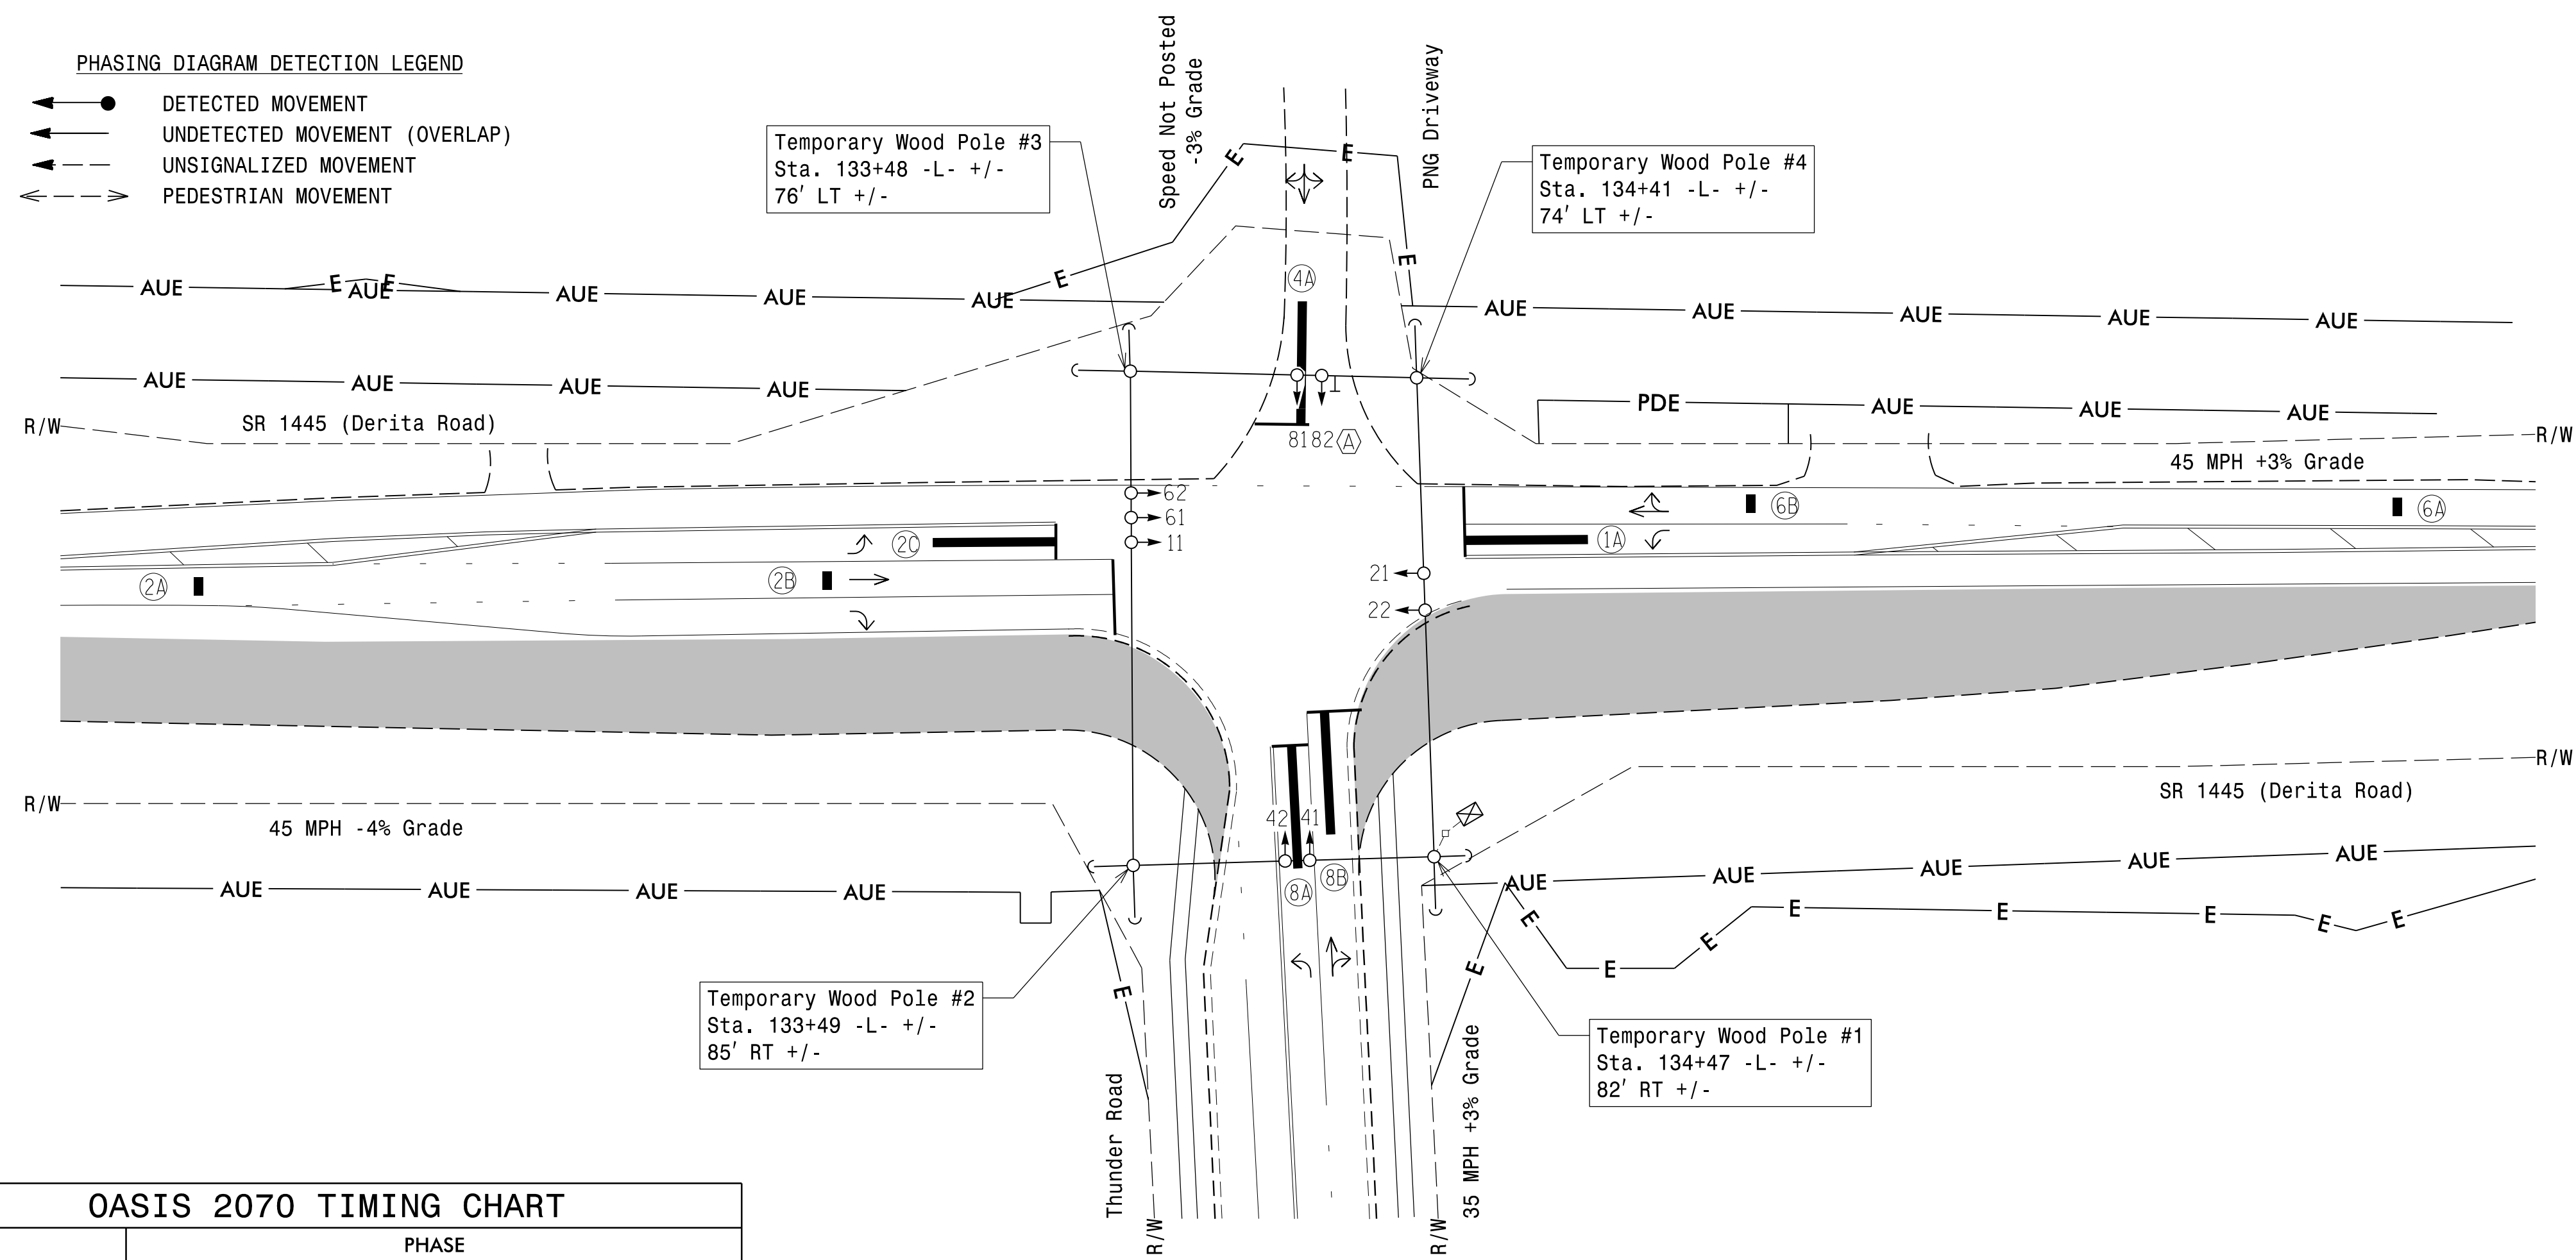 PHASING DIAGRAM DETECTION LEGEND
DETECTED MOVEMENT
UNDETECTED MOVEMENT (OVERLAP)
UNSIGNALIZED MOVEMENT
PEDESTRIAN MOVEMENT
Speed Not Posted
-3% Grade
PNG Driveway
Temporary Wood Pole #3
Sta. 133+48 -L- +/-
76' LT +/-
Temporary Wood Pole #4
Sta. 134+41 -L- +/-
74' LT +/-
E
E
E
E
4A
AUE
E
AUE
E
AUE
AUE
AUE
AUE
AUE
AUE
AUE
AUE
AUE
AUE
AUE
AUE
PDE
AUE
AUE
AUE
R/W
SR 1445 (Derita Road)
81
82
A
R/W
45 MPH +3% Grade
62
61
11
2C
6B
6A
1A
2A
2B
21
22
R/W
R/W
SR 1445 (Derita Road)
45 MPH -4% Grade
42
41
8A
8B
AUE
AUE
AUE
AUE
AUE
AUE
AUE
AUE
AUE
E
E
E
E
E
E
E
E
E
E
E
Temporary Wood Pole #2
Sta. 133+49 -L- +/-
85' RT +/-
Temporary Wood Pole #1
Sta. 134+47 -L- +/-
82' RT +/-
Thunder Road
R/W
R/W
35 MPH +3% Grade
OASIS 2070 TIMING CHART
PHASE